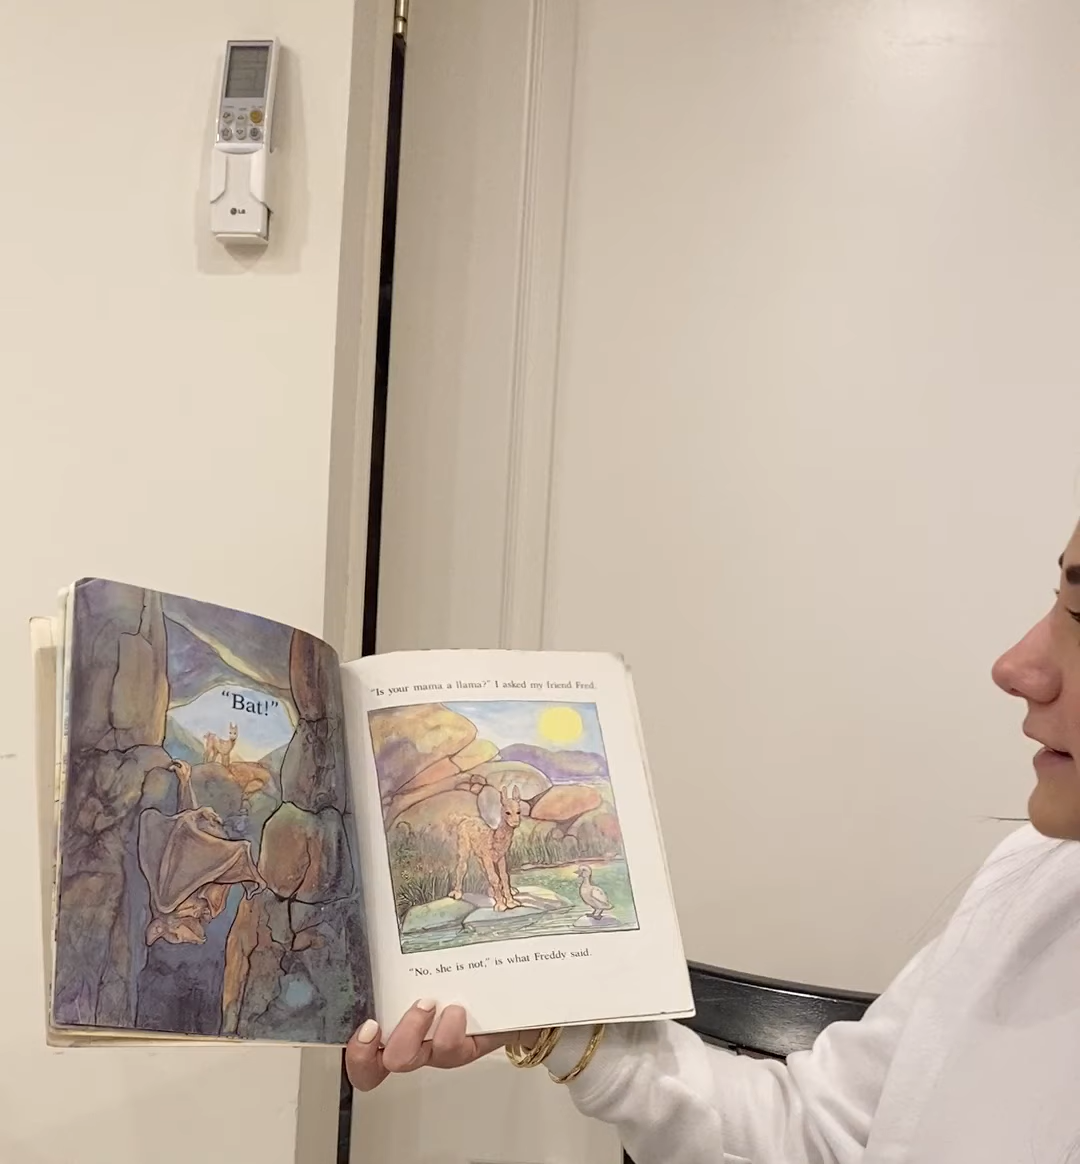 LG
"Bat!"
"Is your mama a llama?" I asked my friend Fred.
"No, she is not," is what Freddy said.